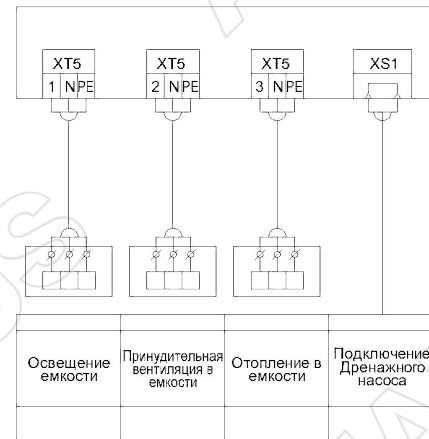 XT5 XT5 XT5 XS1
1 N PE 2 N PE 3 N PE
Освещение емкости
Принудительная вентиляция в емкости
Отопление в емкости
Подключение Дренажного насоса